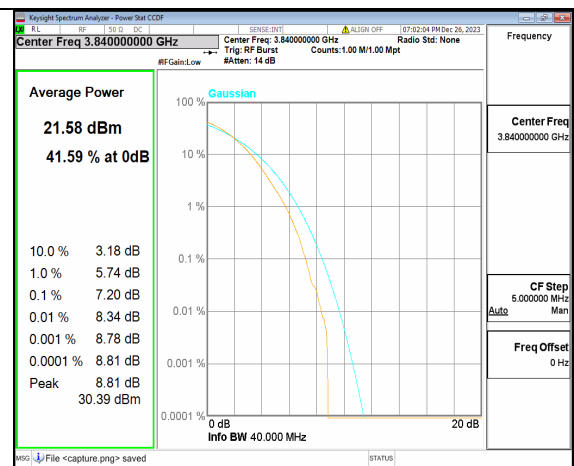 Keysight Spectrum Analyzer - Power Stat CCDF
RL RF 50 Ω DC SENSE:INT ALIGN OFF 07:02:04 PM Dec 26, 2023
Center Freq 3.840000000 GHz
Center Freq: 3.840000000 GHz Radio Std: None
Trig: RF Burst Counts:1.00 M/1.00 Mpt
#IFGain:Low #Atten: 14 dB
Frequency
Average Power
21.58 dBm
41.59 % at 0dB
10.0 % 3.18 dB
1.0 % 5.74 dB
0.1 % 7.20 dB
0.01 % 8.34 dB
0.001 % 8.78 dB
0.0001 % 8.81 dB
Peak 8.81 dB
30.39 dBm
Gaussian
100 %
10 %
1 %
0.1 %
0.01 %
0.001 %
0.0001 %
0 dB 20 dB
Info BW 40.000 MHz
Center Freq
3.840000000 GHz
CF Step
5.000000 MHz
Auto Man
Freq Offset
0 Hz
MSG File <capture.png> saved STATUS